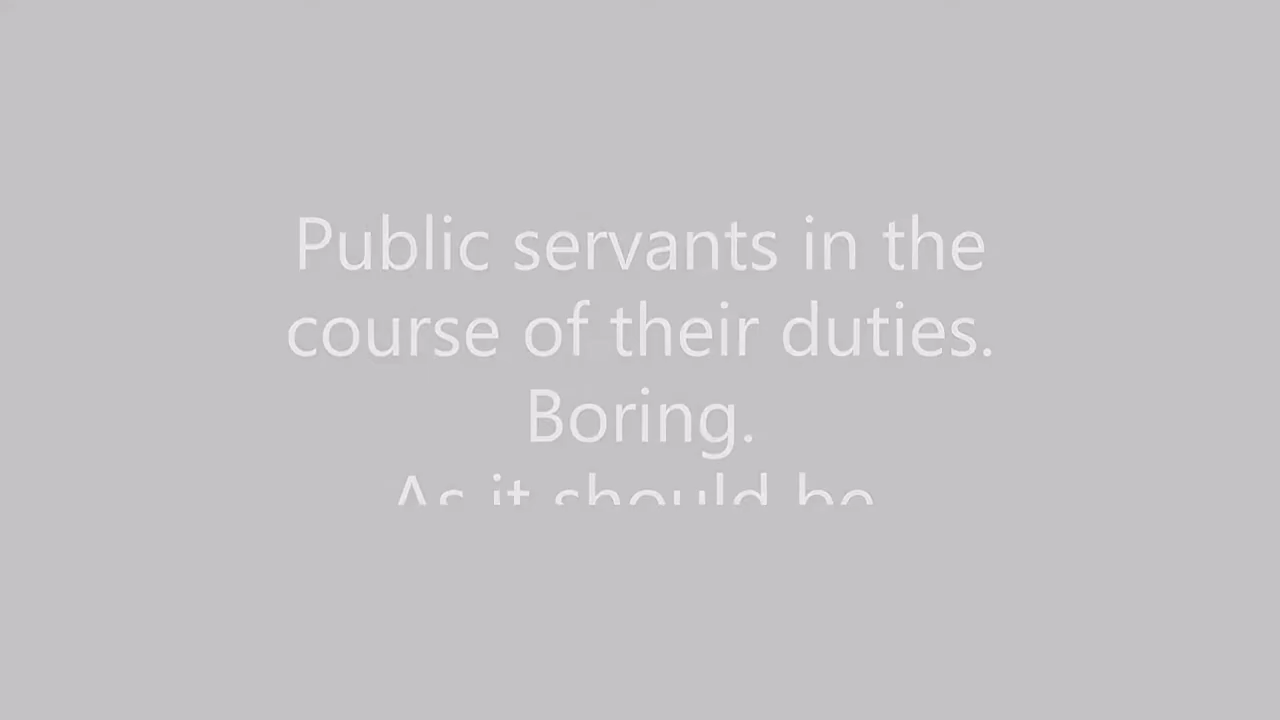 Public servants in the
course of their duties.
Boring.
As it should be